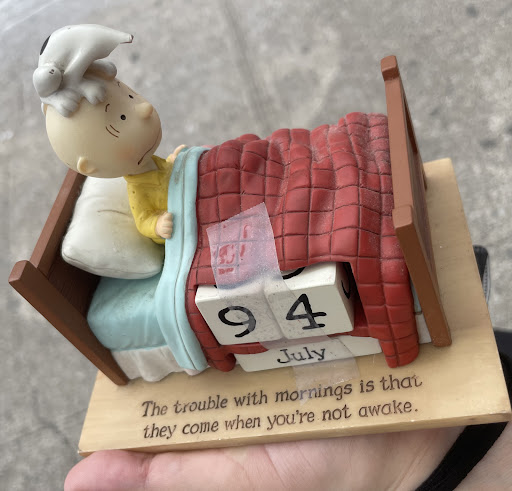 94
July
The trouble with mornings is that
they come when you're not awake.